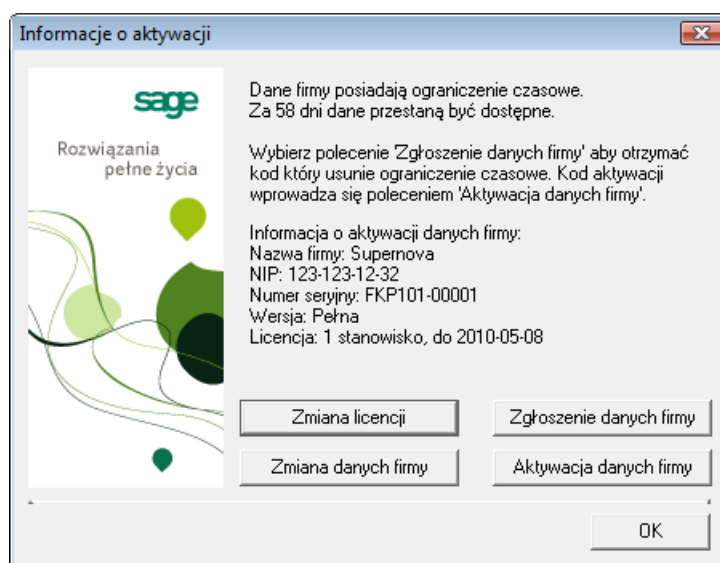 Informacje o aktywacji
sage
Rozwiązania
pełne życia
Dane firmy posiadają ograniczenie czasowe.
Za 58 dni dane przestaną być dostępne.
Wybierz polecenie 'Zgłoszenie danych firmy' aby otrzymać
kod który usunie ograniczenie czasowe. Kod aktywacji
wprowadza się poleceniem 'Aktywacja danych firmy'.
Informacja o aktywacji danych firmy:
Nazwa firmy: Supernova
NIP: 123-123-12-32
Numer seryjny: FKP101-00001
Wersja: Pełna
Licencja: 1 stanowisko, do 2010-05-08
Zmiana licencji
Zgłoszenie danych firmy
Zmiana danych firmy
Aktywacja danych firmy
OK